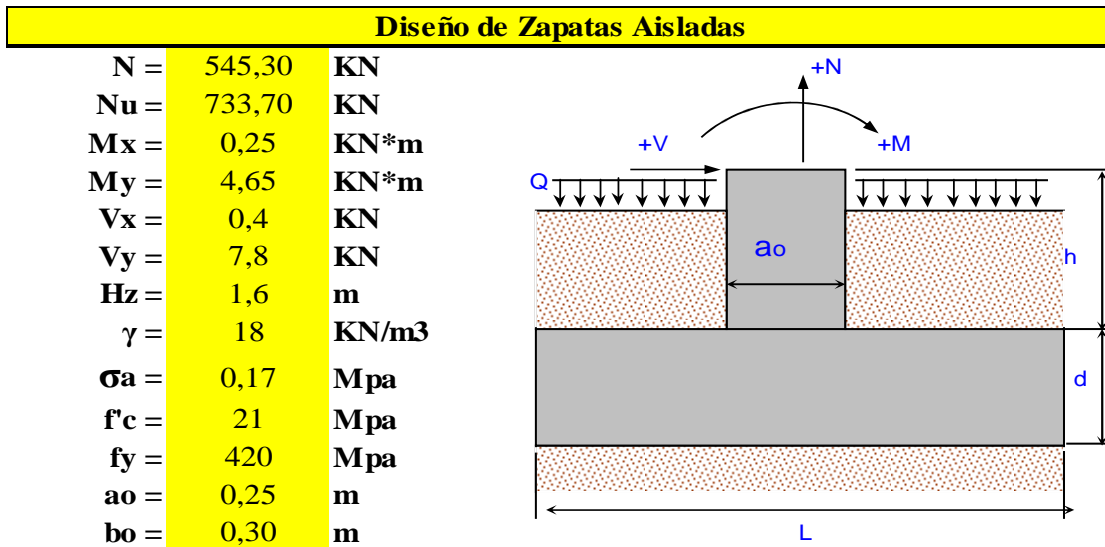 Diseño de Zapatas Aisladas
N = 545,30 KN
Nu = 733,70 KN
Mx = 0,25 KN*m
My = 4,65 KN*m
Vx = 0,4 KN
Vy = 7,8 KN
Hz = 1,6 m
γ = 18 KN/m3
σa = 0,17 Mpa
f'c = 21 Mpa
fy = 420 Mpa
ao = 0,25 m
bo = 0,30 m
+N
+V
+M
Q
ao
h
d
L